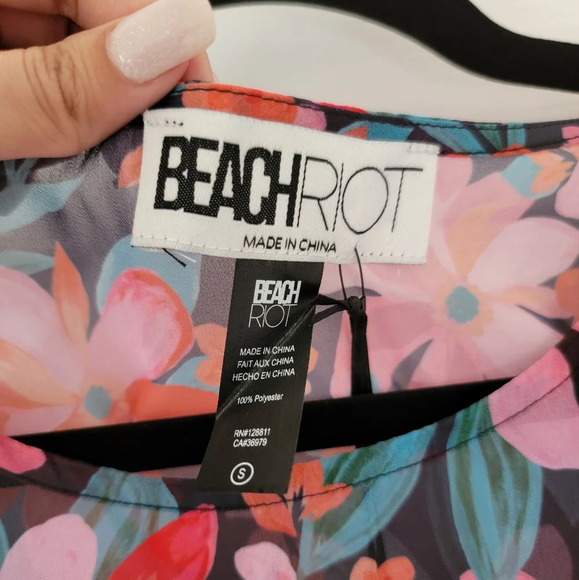 BEACHRIOT
MADE IN CHINA
BEACH
RIOT
MADE IN CHINA
FAIT AUX CHINA
HECHO EN CHINA
100% Polyester
RN#128811
CA#36979
S